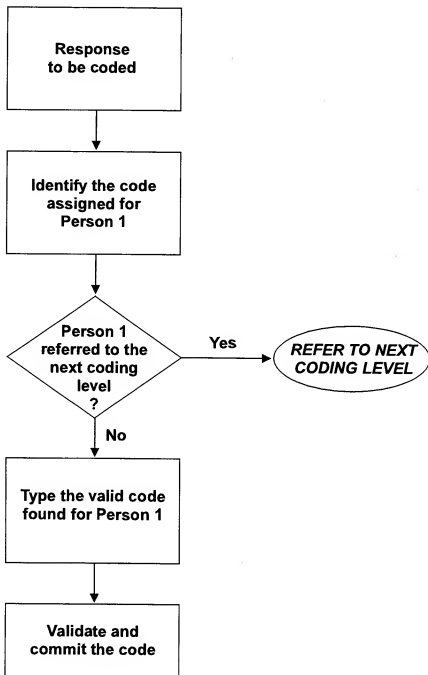 Response
to be coded
Identify the code
assigned for
Person 1
Person 1
referred to the
next coding
level
?
Yes
REFER TO NEXT
CODING LEVEL
No
Type the valid code
found for Person 1
Validate and
commit the code